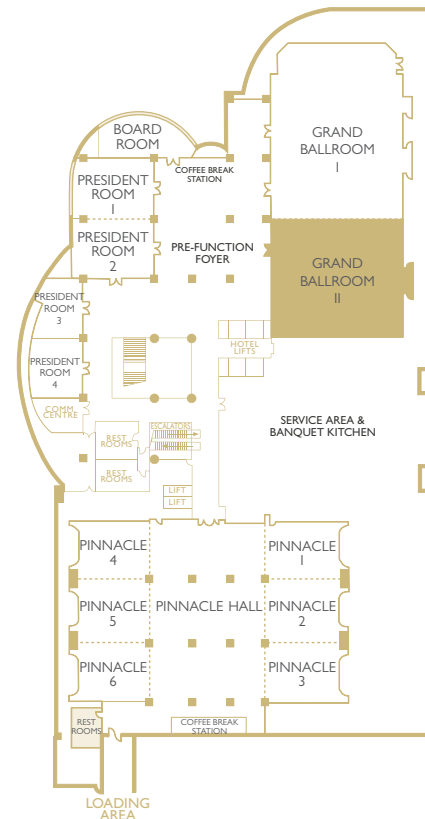 BOARD
ROOM
COFFEE BREAK
STATION
GRAND
BALLROOM
I
PRESIDENT
ROOM
1
PRESIDENT
ROOM
2
PRE-FUNCTION
FOYER
GRAND
BALLROOM
II
PRESIDENT
ROOM
3
PRESIDENT
ROOM
4
HOTEL
LIFTS
COMM.
CENTRE
ESCALATORS
REST
ROOMS
REST
ROOMS
SERVICE AREA &
BANQUET KITCHEN
LIFT
LIFT
PINNACLE
4
PINNACLE
1
PINNACLE
5
PINNACLE HALL
PINNACLE
2
PINNACLE
6
PINNACLE
3
REST
ROOMS
COFFEE BREAK
STATION
LOADING
AREA